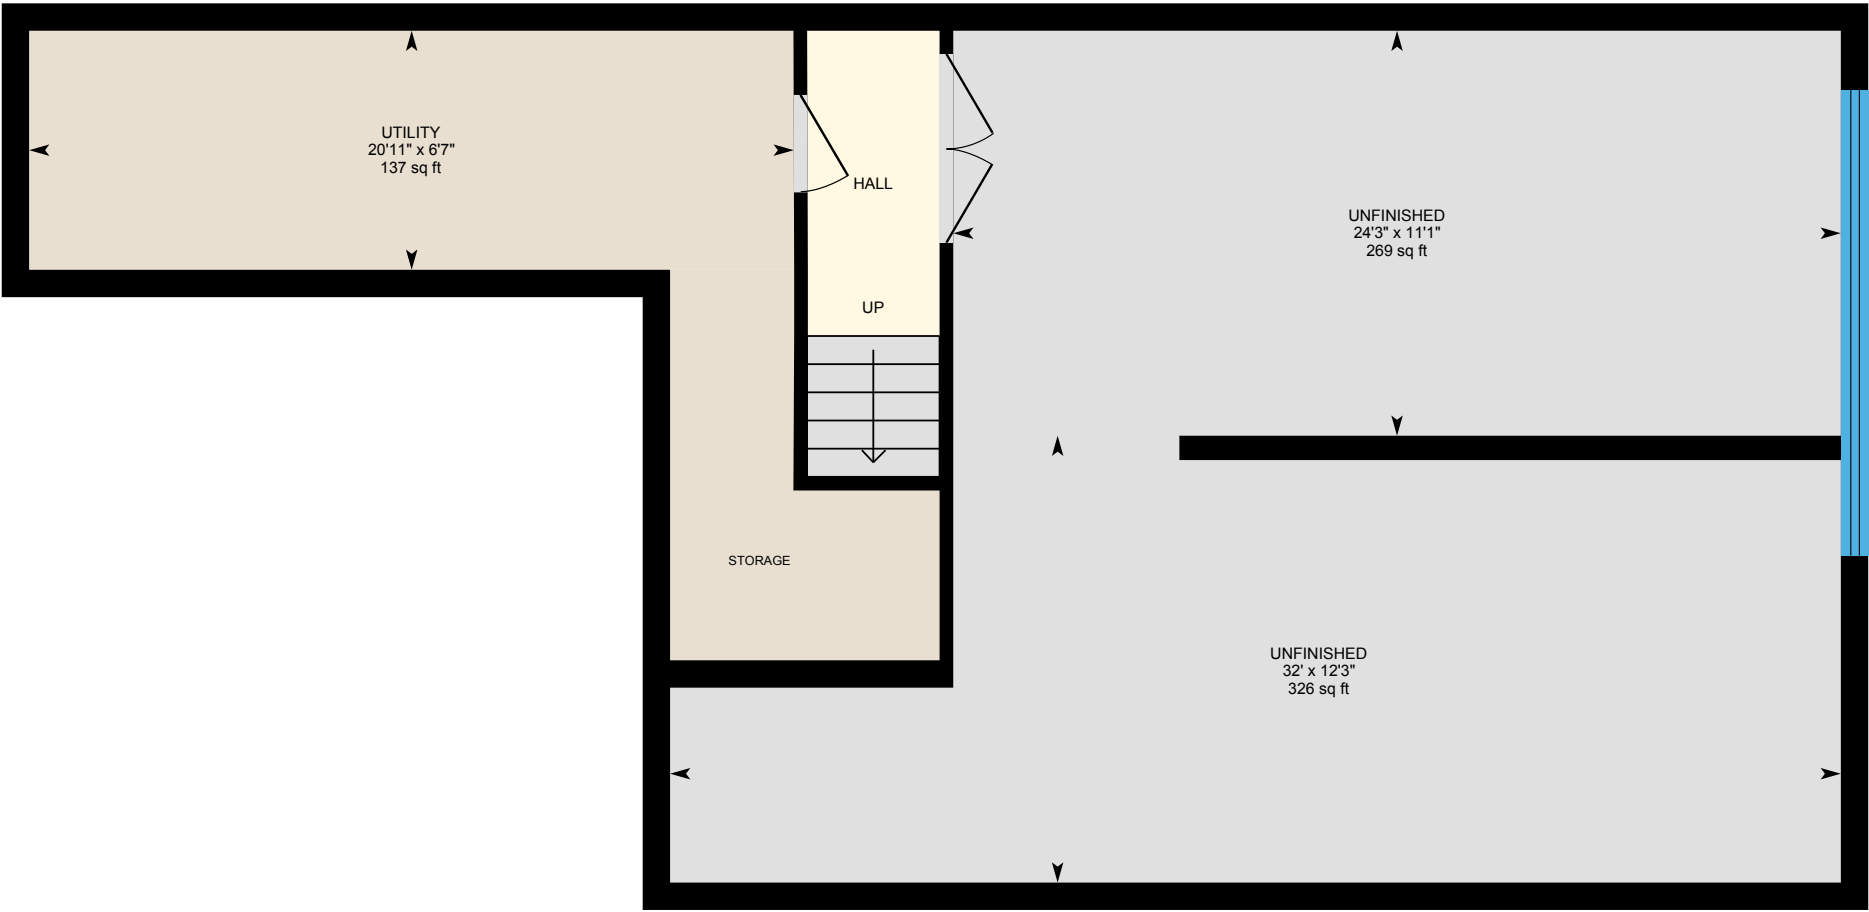 UTILITY
20'11" x 6'7"
137 sq ft
HALL
UP
UNFINISHED
24'3" x 11'1"
269 sq ft
STORAGE
UNFINISHED
32' x 12'3"
326 sq ft